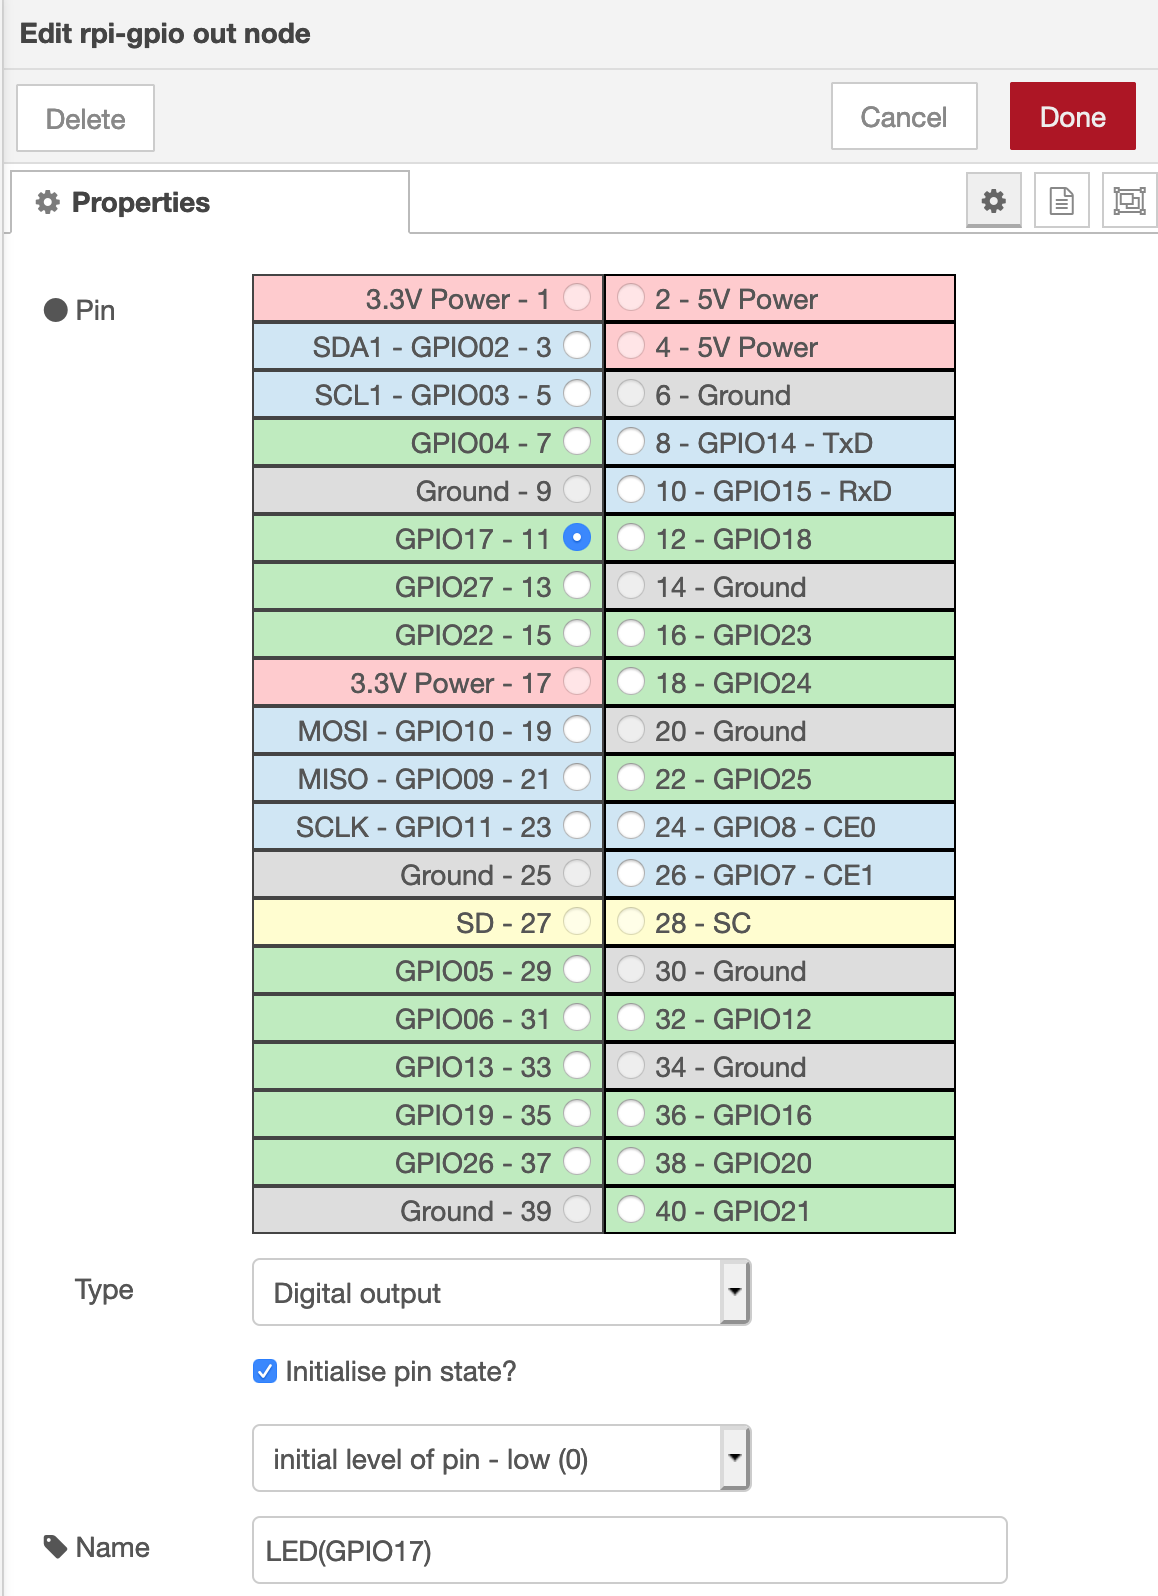 Edit rpi-gpio out node
Delete
Cancel
Done
Properties
Pin
3.3V Power - 1
2 - 5V Power
SDA1 - GPIO02 - 3
4 - 5V Power
SCL1 - GPIO03 - 5
6 - Ground
GPIO04 - 7
8 - GPIO14 - TxD
Ground - 9
10 - GPIO15 - RxD
GPIO17 - 11
12 - GPIO18
GPIO27 - 13
14 - Ground
GPIO22 - 15
16 - GPIO23
3.3V Power - 17
18 - GPIO24
MOSI - GPIO10 - 19
20 - Ground
MISO - GPIO09 - 21
22 - GPIO25
SCLK - GPIO11 - 23
24 - GPIO8 - CE0
Ground - 25
26 - GPIO7 - CE1
SD - 27
28 - SC
GPIO05 - 29
30 - Ground
GPIO06 - 31
32 - GPIO12
GPIO13 - 33
34 - Ground
GPIO19 - 35
36 - GPIO16
GPIO26 - 37
38 - GPIO20
Ground - 39
40 - GPIO21
Type
Digital output
Initialise pin state?
initial level of pin - low (0)
Name
LED(GPIO17)